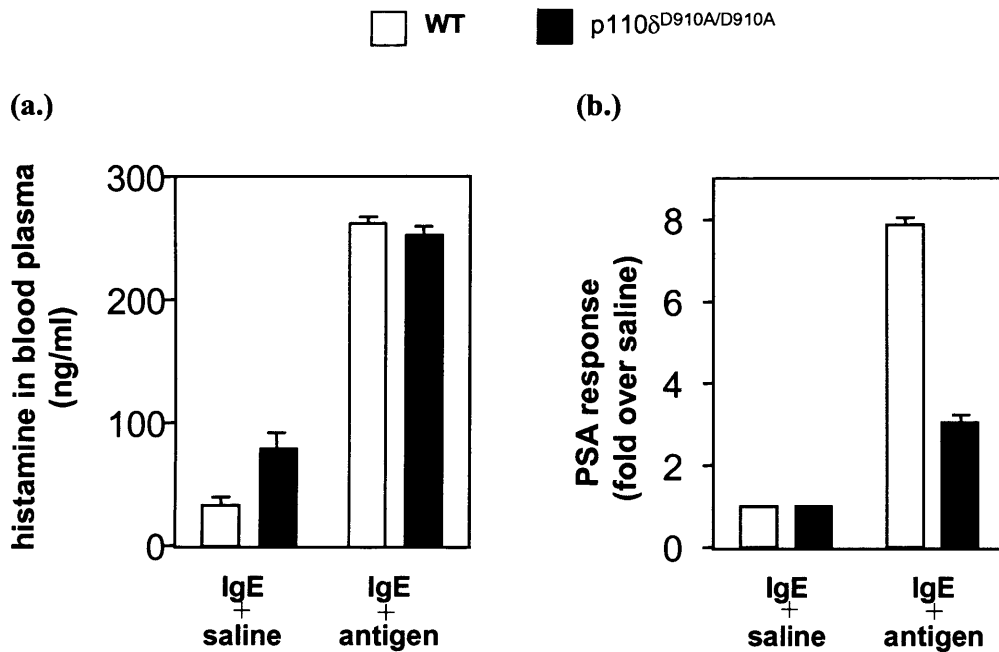 WT
p110δD910A/D910A
(a.)
histamine in blood plasma
(ng/ml)
300
200
100
0
IgE
+
saline
IgE
+
antigen
(b.)
PSA response
(fold over saline)
8
6
4
2
0
IgE
+
saline
IgE
+
antigen